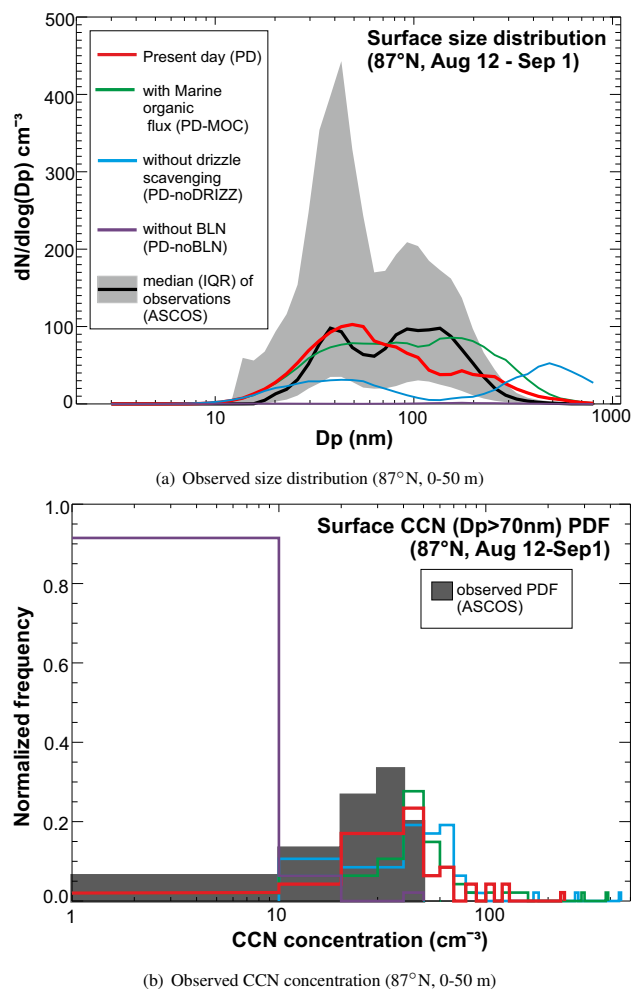 500
400
300
200
100
0
dN/dlog(Dp) cm⁻³
Surface size distribution
(87°N, Aug 12 - Sep 1)
Present day (PD)
with Marine
organic
flux (PD-MOC)
without drizzle
scavenging
(PD-noDRIZZ)
without BLN
(PD-noBLN)
median (IQR) of
observations
(ASCOS)
10 100 1000
Dp (nm)
(a) Observed size distribution (87°N, 0-50 m)
1.0
0.8
0.6
0.4
0.2
0.0
Normalized frequency
Surface CCN (Dp>70nm) PDF
(87°N, Aug 12-Sep1)
observed PDF
(ASCOS)
1 10 100
CCN concentration (cm⁻³)
(b) Observed CCN concentration (87°N, 0-50 m)